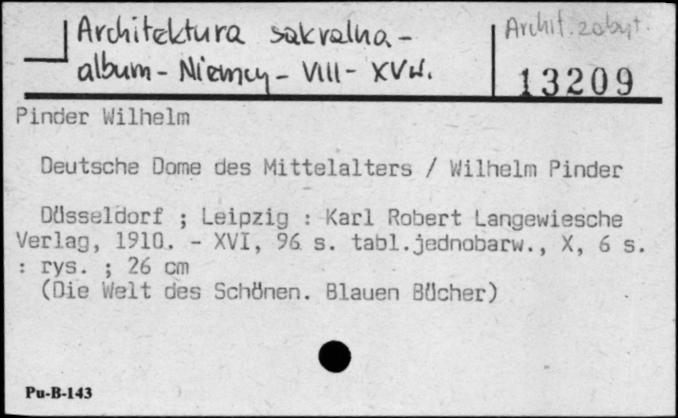 Architektura sakralna -
album - Niemcy - VIII - XV w.
Archit. zabyt.
13209
Pinder Wilhelm
Deutsche Dome des Mittelalters / Wilhelm Pinder
Düsseldorf ; Leipzig : Karl Robert Langewiesche
Verlag, 1910. - XVI, 96 s. tabl.jednobarw., X, 6 s.
: rys. ; 26 cm
(Die Welt des Schönen. Blauen Bücher)
Pu-B-143